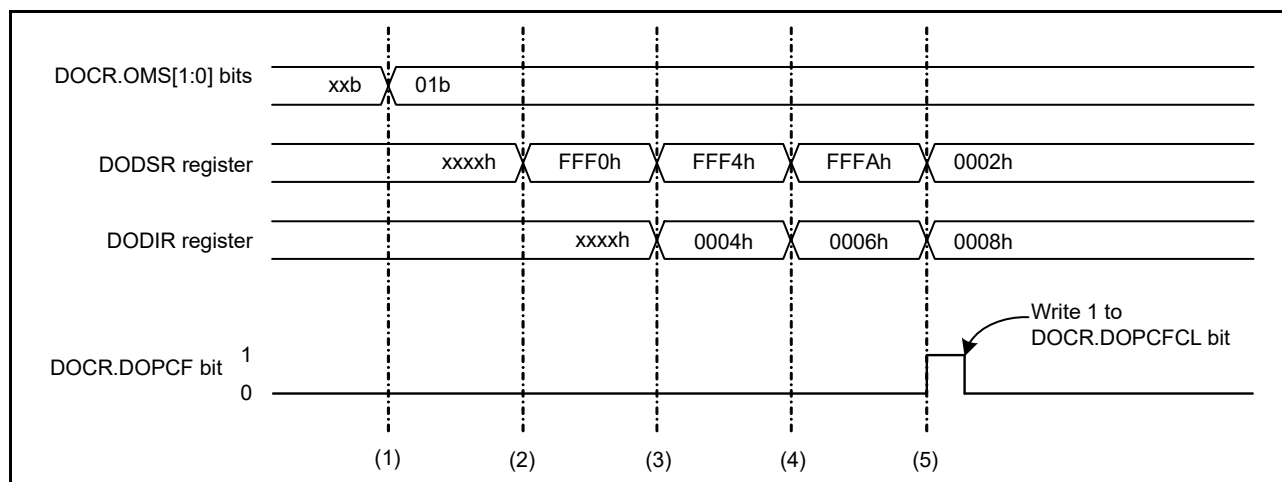 DOCR.OMS[1:0] bits
xxb
01b
DODSR register
xxxxh
FFF0h
FFF4h
FFFAh
0002h
DODIR register
xxxxh
0004h
0006h
0008h
Write 1 to
DOCR.DOPCFCL bit
DOCR.DOPCF bit
1
0
(1)
(2)
(3)
(4)
(5)